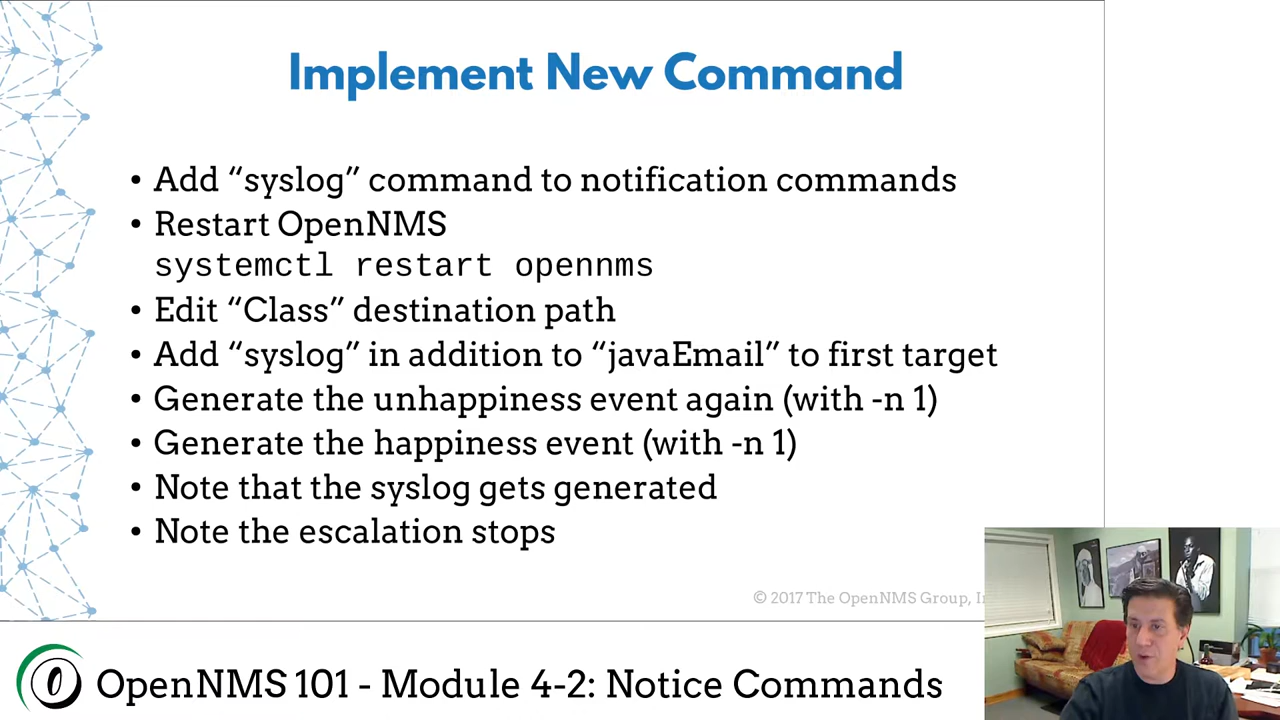 Implement New Command
• Add “syslog” command to notification commands
• Restart OpenNMS
systemctl restart opennms
• Edit “Class” destination path
• Add “syslog” in addition to “javaEmail” to first target
• Generate the unhappiness event again (with -n 1)
• Generate the happiness event (with -n 1)
• Note that the syslog gets generated
• Note the escalation stops
© 2017 The OpenNMS Group,
OpenNMS 101 - Module 4-2: Notice Commands